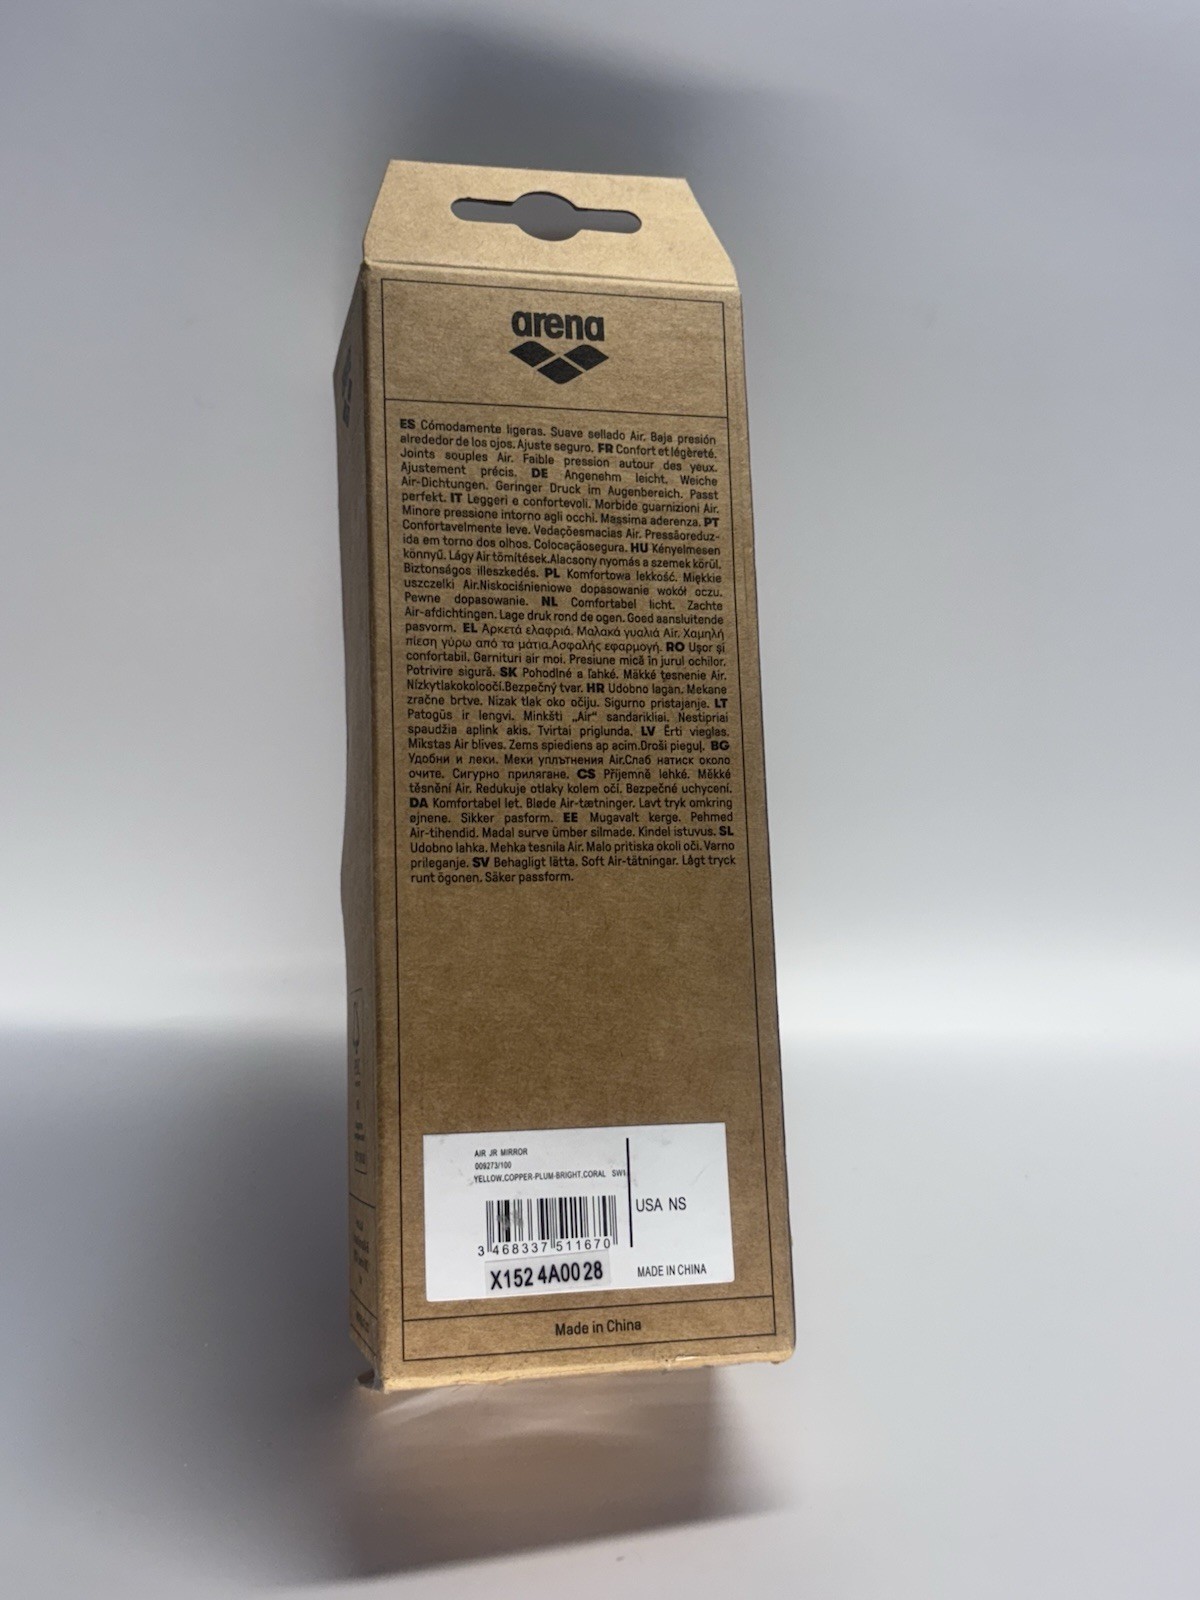 arena
ES Cómodamente ligeras. Suave sellado Air. Baja presión
alrededor de los ojos. Ajuste seguro. FR Confort et légèreté.
Joints souples Air. Faible pression autour des yeux.
Ajustement précis. DE Angenehm leicht. Weiche
Air-Dichtungen. Geringer Druck im Augenbereich. Passt
perfekt. IT Leggeri e confortevoli. Morbide guarnizioni Air.
Minore pressione intorno agli occhi. Massima aderenza. PT
Confortavelmente leve. Vedaçõesmacias Air. Pressãoreduz-
ida em torno dos olhos. Colocaçãosegura. HU Kényelmesen
könnyű. Lágy Air tömítések.Alacsony nyomás a szemek körül.
Biztonságos illeszkedés. PL Komfortowa lekkość. Miękkie
uszczelki Air.Niskociśnieniowe dopasowanie wokół oczu.
Pewne dopasowanie. NL Comfortabel licht. Zachte
Air-afdichtingen. Lage druk rond de ogen. Goed aansluitende
pasvorm. EL Αρκετά ελαφριά. Μαλακά γυαλιά Air. Χαμηλή
πίεση γύρω από τα μάτια.Ασφαλής εφαρμογή. RO Ușor și
confortabil. Garnituri air moi. Presiune mică în jurul ochilor.
Potrivire sigură. SK Pohodlné a ľahké. Mäkké tesnenie Air.
Nízkytlakokoloočí.Bezpečný tvar. HR Udobno lagan. Mekane
zračne brtve. Nizak tlak oko očiju. Sigurno pristajanje. LT
Patogūs ir lengvi. Minkšti „Air“ sandarikliai. Nestipriai
spaudžia aplink akis. Tvirtai priglunda. LV Ērti vieglas.
Mīkstas Air blīves. Zems spiediens ap acīm.Droši pieguļ. BG
Удобни и леки. Меки уплътнения Air.Слаб натиск около
очите. Сигурно прилягане. CS Příjemně lehké. Měkké
těsnění Air. Redukuje otlaky kolem očí. Bezpečné uchycení.
DA Komfortabel let. Bløde Air-tætninger. Lavt tryk omkring
øjnene. Sikker pasform. EE Mugavalt kerge. Pehmed
Air-tihendid. Madal surve ümber silmade. Kindel istuvus. SL
Udobno lahka. Mehka tesnila Air. Malo pritiska okoli oči. Varno
prileganje. SV Behagligt lätta. Soft Air-tätningar. Lågt tryck
runt ögonen. Säker passform.
AIR JR MIRROR
009273/100
YELLOW.COPPER-PLUM-BRIGHT.CORAL
USA NS
3 468337 511670
X152 4A00 28
MADE IN CHINA
Made in China